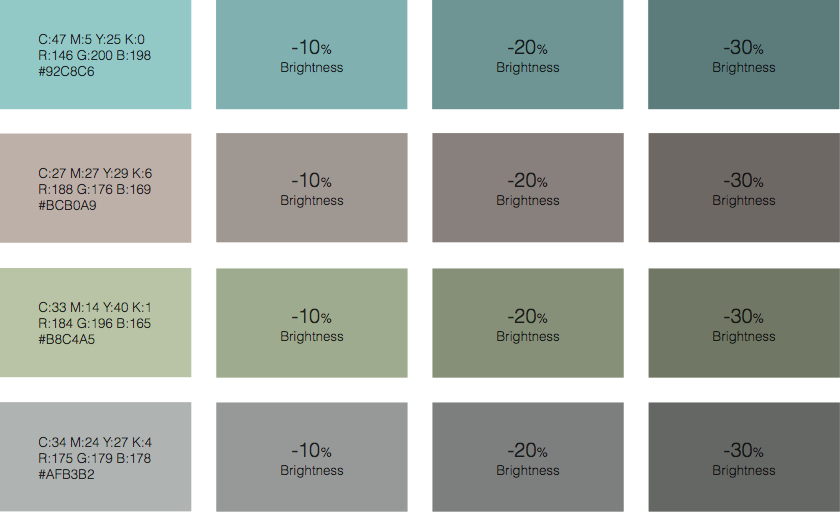 C:47 M:5 Y:25 K:0
R:146 G:200 B:198
#92C8C6
-10%
Brightness
-20%
Brightness
-30%
Brightness
C:27 M:27 Y:29 K:6
R:188 G:176 B:169
#BCB0A9
-10%
Brightness
-20%
Brightness
-30%
Brightness
C:33 M:14 Y:40 K:1
R:184 G:196 B:165
#B8C4A5
-10%
Brightness
-20%
Brightness
-30%
Brightness
C:34 M:24 Y:27 K:4
R:175 G:179 B:178
#AFB3B2
-10%
Brightness
-20%
Brightness
-30%
Brightness